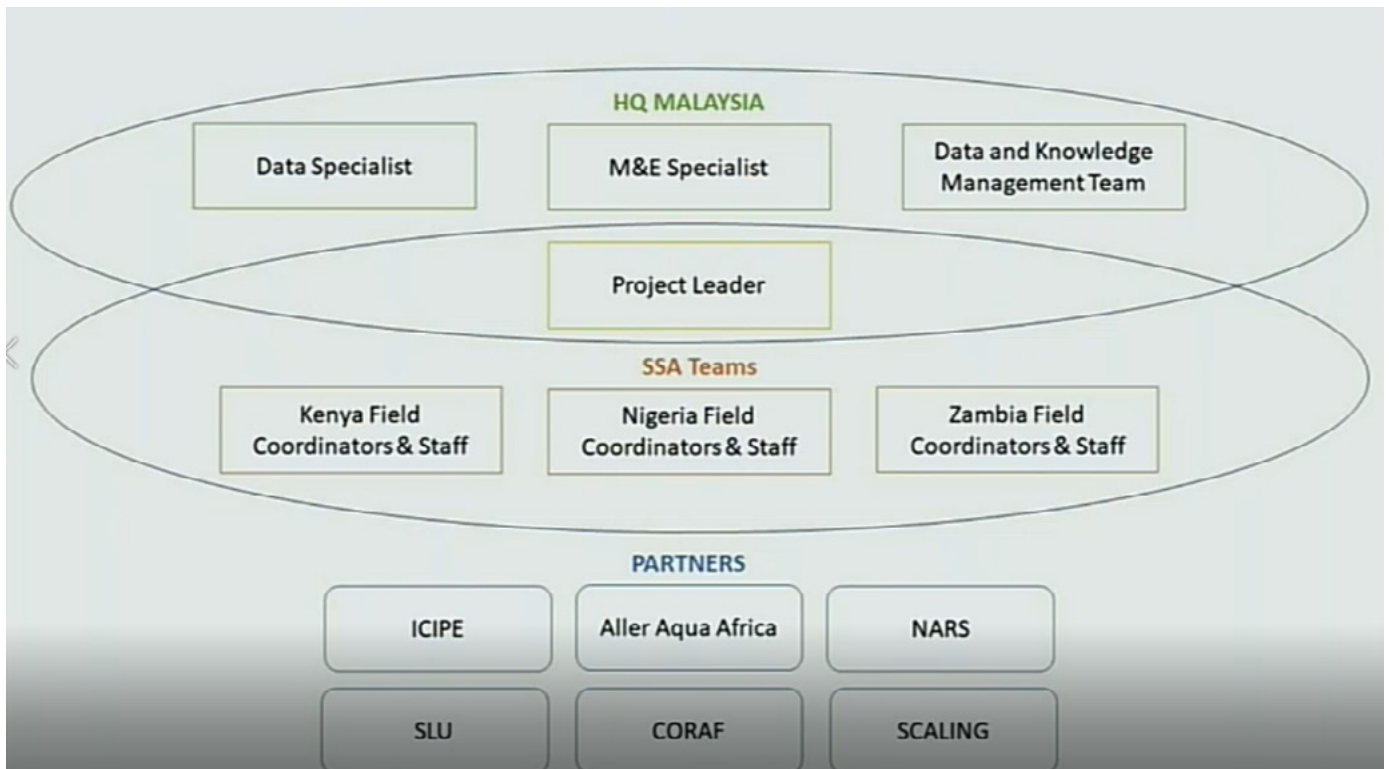 HQ MALAYSIA
Data Specialist
M&E Specialist
Data and Knowledge
Management Team
Project Leader
SSA Teams
Kenya Field
Coordinators & Staff
Nigeria Field
Coordinators & Staff
Zambia Field
Coordinators & Staff
PARTNERS
ICIPE
Aller Aqua Africa
NARS
SLU
CORAF
SCALING